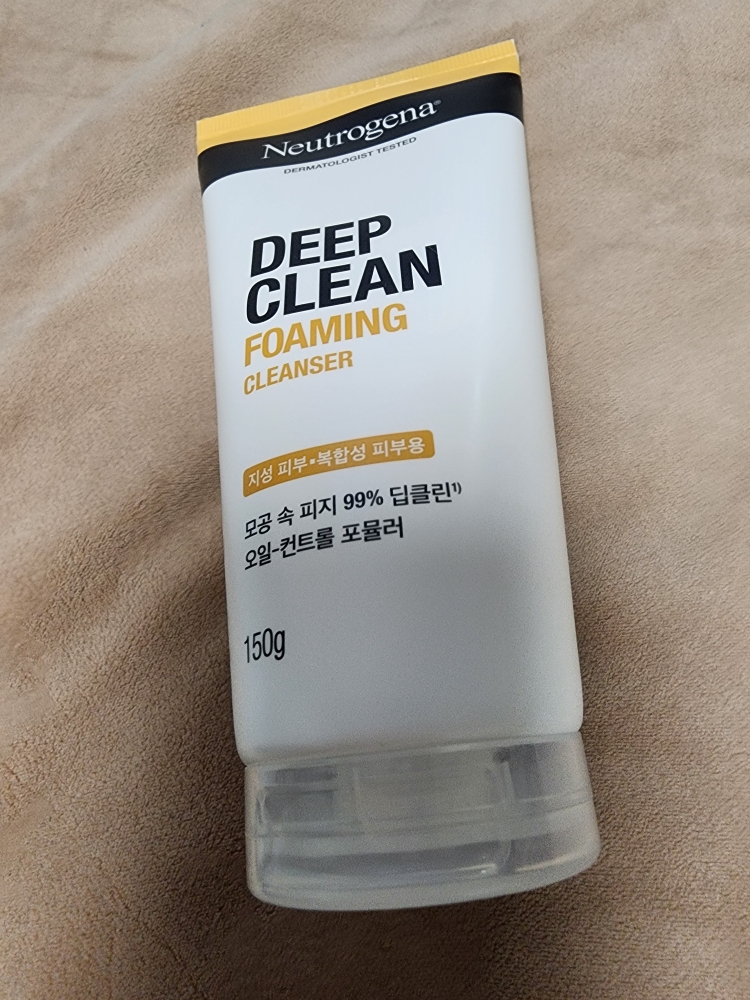 Neutrogena®
DERMATOLOGIST TESTED
DEEP
CLEAN
FOAMING
CLEANSER
지성 피부▪복합성 피부용
모공 속 피지 99% 딥클린¹⁾
오일-컨트롤 포뮬러
150g